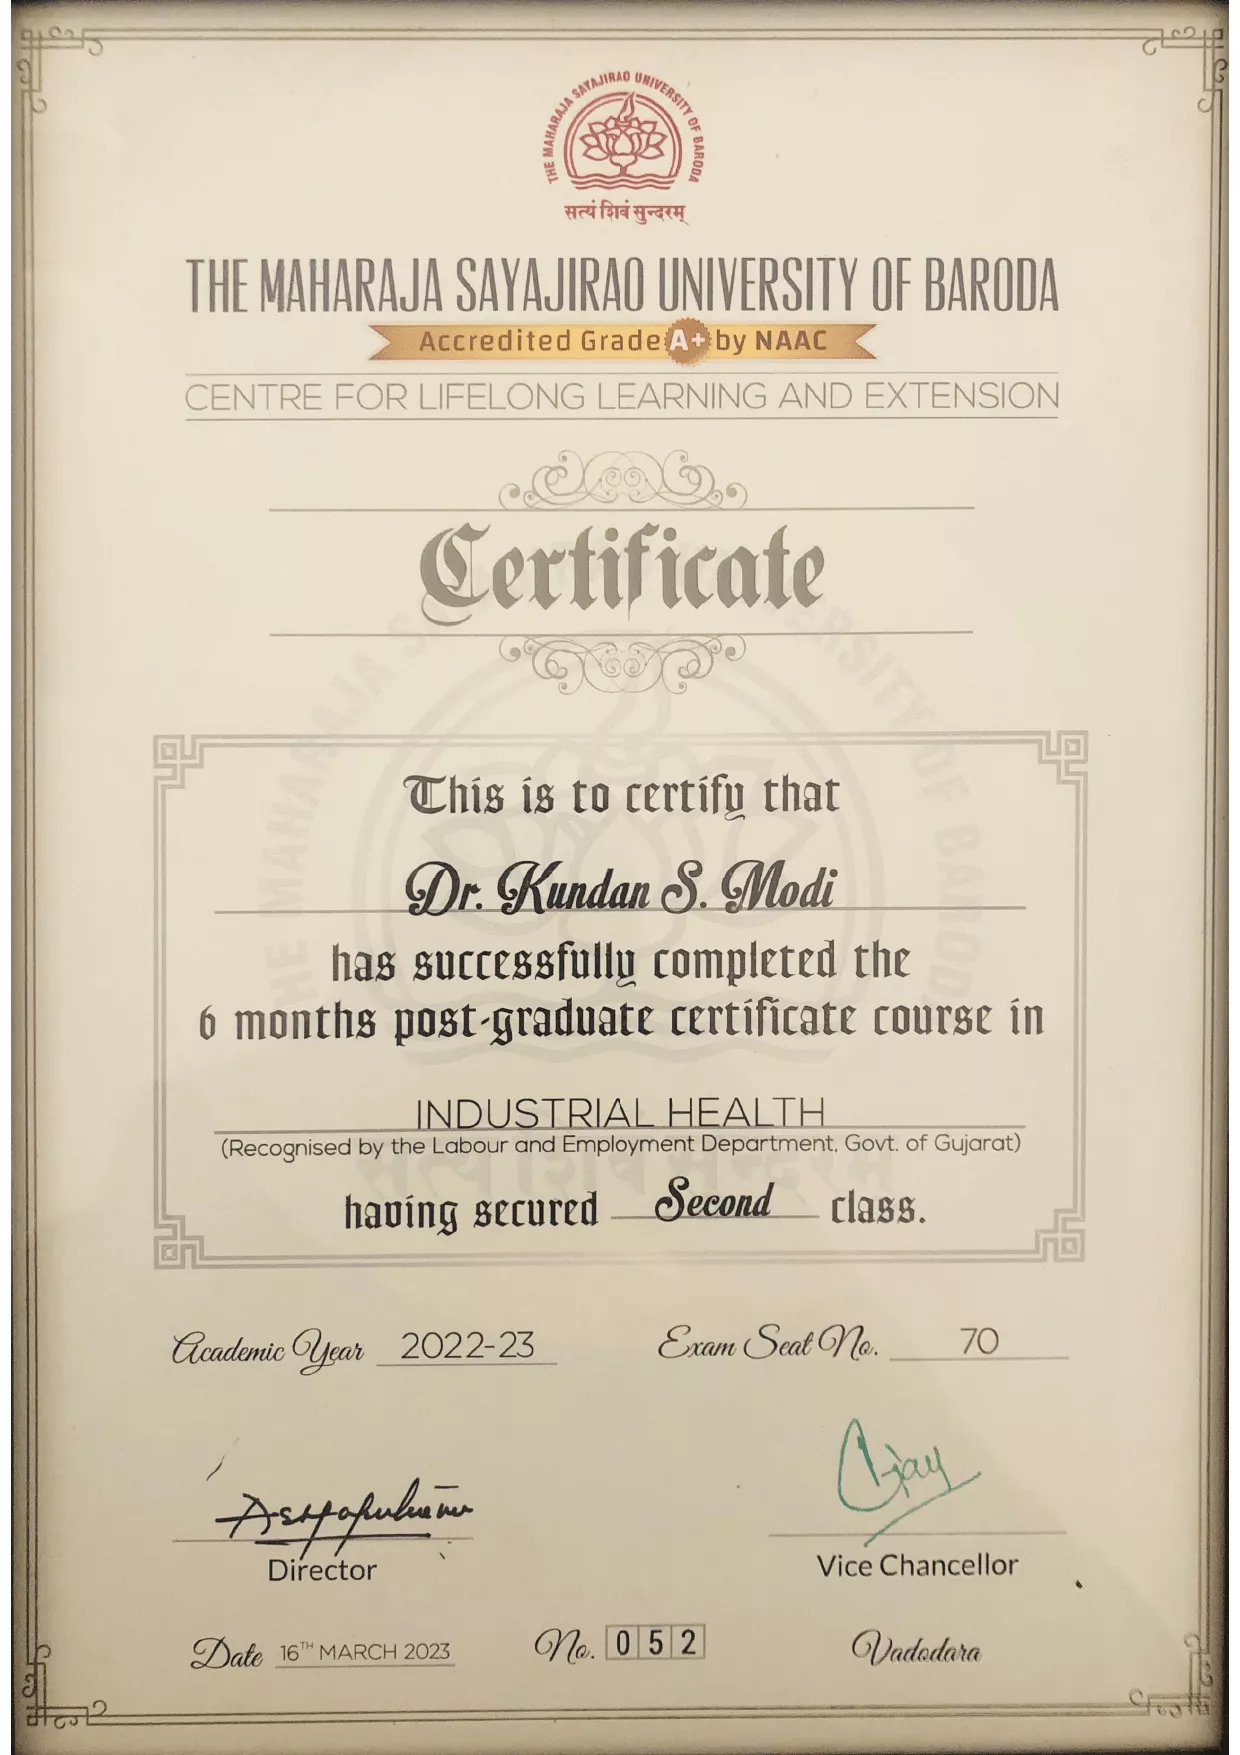 THE MAHARAJA SAYAJIRAO UNIVERSITY OF BARODA
सत्यं शिवं सुन्दरम्
THE MAHARAJA SAYAJIRAO UNIVERSITY OF BARODA
Accredited Grade A+ by NAAC
CENTRE FOR LIFELONG LEARNING AND EXTENSION
Certificate
This is to certify that
Dr. Kundan S. Modi
has successfully completed the
6 months post-graduate certificate course in
INDUSTRIAL HEALTH
(Recognised by the Labour and Employment Department, Govt. of Gujarat)
having secured Second class.
Academic Year 2022-23 Exam Seat No. 70
Director Vice Chancellor
Date 16TH MARCH 2023 No. 052 Vadodara